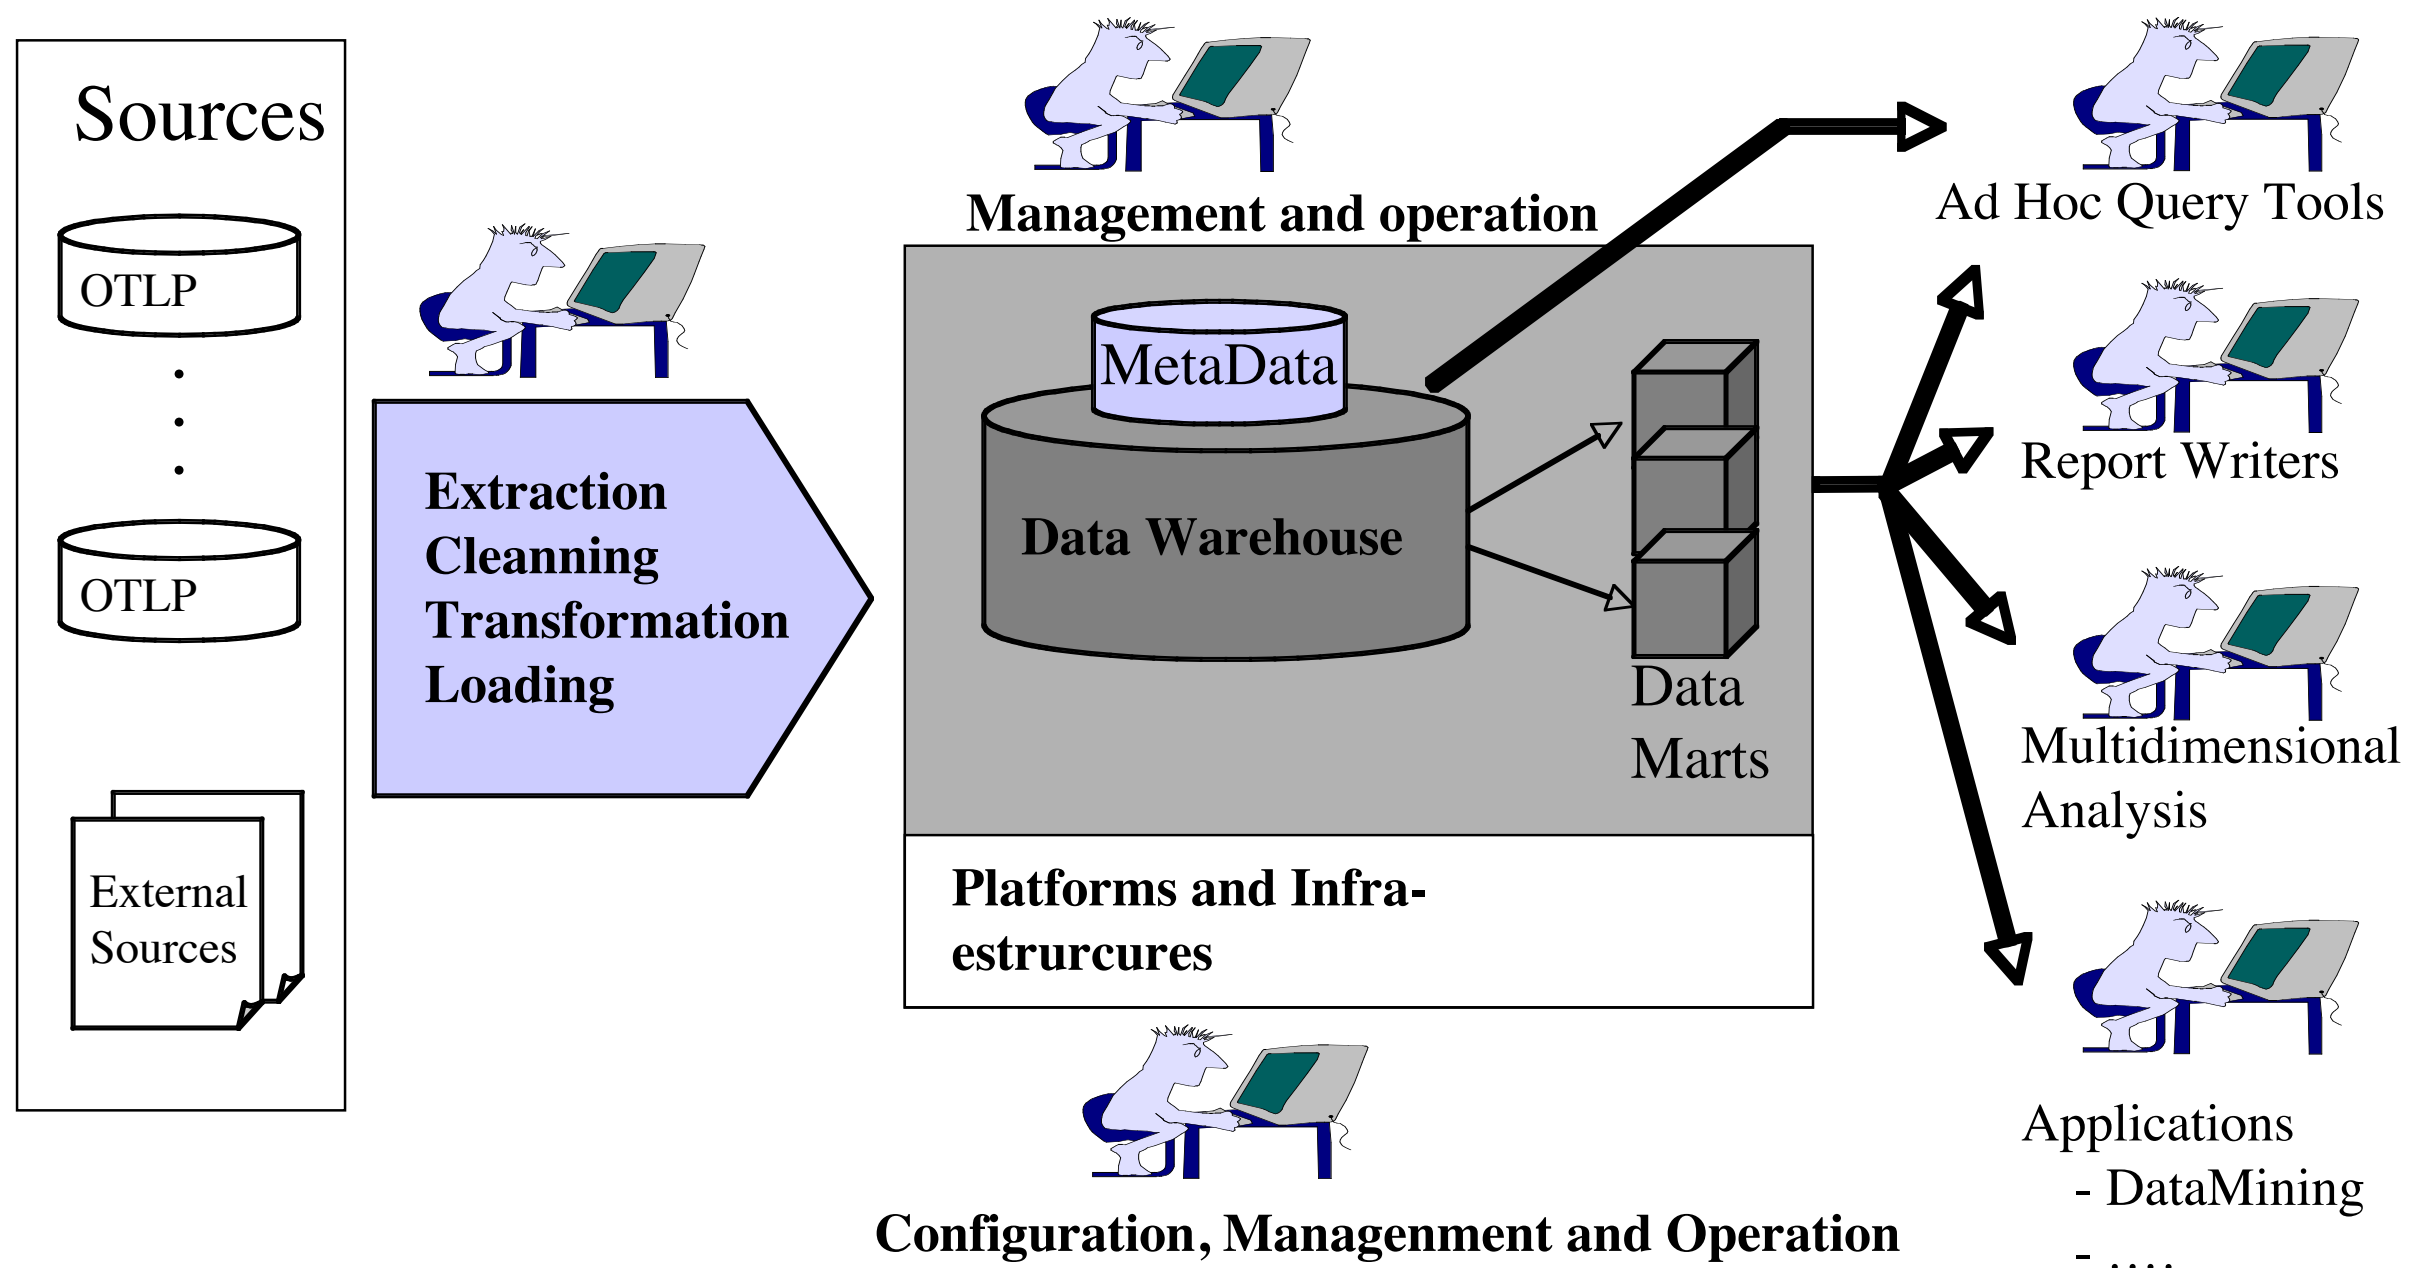 Sources
OTLP
.
.
.
OTLP
External
Sources
Extraction
Cleanning
Transformation
Loading
Management and operation
MetaData
Data Warehouse
Data
Marts
Platforms and Infra-
estrurcures
Configuration, Managenment and Operation
Ad Hoc Query Tools
Report Writers
Multidimensional
Analysis
Applications
- DataMining
- ....